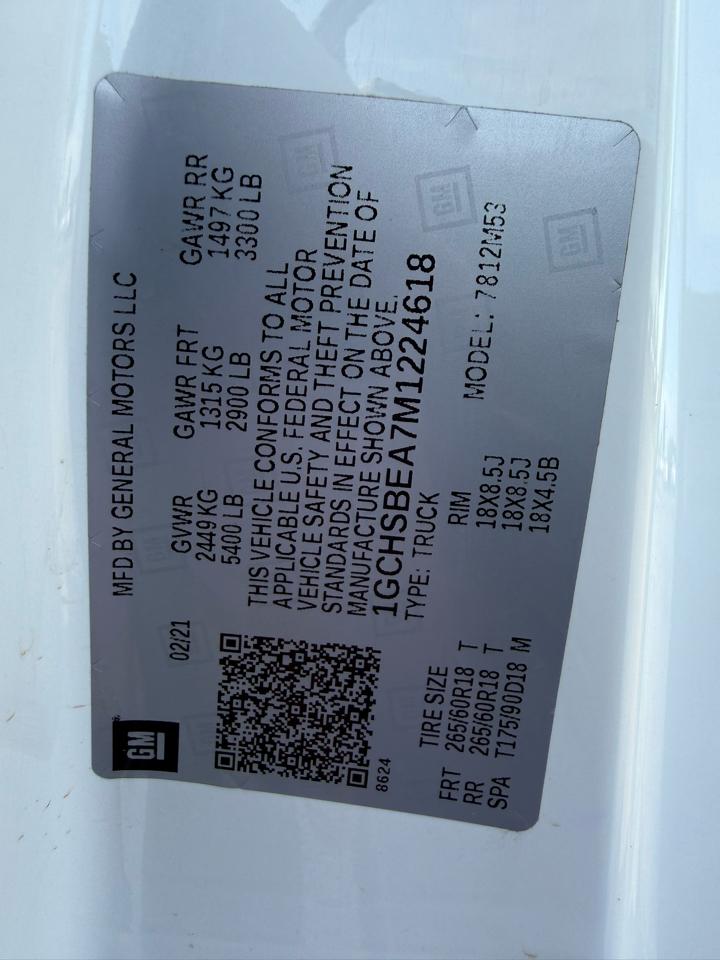 GM
MFD BY GENERAL MOTORS LLC
02/21
GVWR GAWR FRT GAWR RR
2449 KG 1315 KG 1497 KG
5400 LB 2900 LB 3300 LB
THIS VEHICLE CONFORMS TO ALL
APPLICABLE U.S. FEDERAL MOTOR
VEHICLE SAFETY AND THEFT PREVENTION
STANDARDS IN EFFECT ON THE DATE OF
MANUFACTURE SHOWN ABOVE.
1GCHSBEA7M1224618
TYPE: TRUCK
MODEL: 7812M53
8624
TIRE SIZE RIM
FRT 265/60R18 T 18X8.5J
RR 265/60R18 T 18X8.5J
SPA T175/90D18 M 18X4.5B
GM
GM
GM